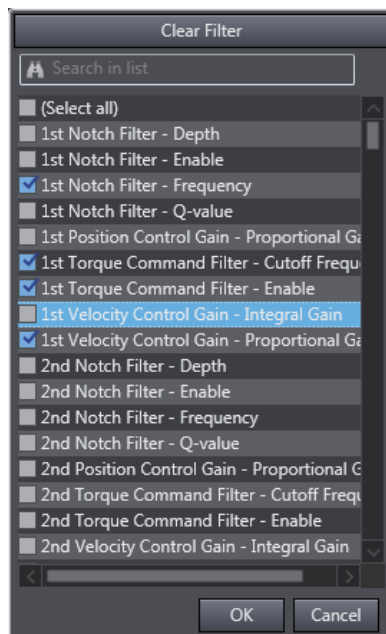 Clear Filter
Search in list
(Select all)
1st Notch Filter - Depth
1st Notch Filter - Enable
1st Notch Filter - Frequency
1st Notch Filter - Q-value
1st Position Control Gain - Proportional Ga
1st Torque Command Filter - Cutoff Frequ
1st Torque Command Filter - Enable
1st Velocity Control Gain - Integral Gain
1st Velocity Control Gain - Proportional Ga
2nd Notch Filter - Depth
2nd Notch Filter - Enable
2nd Notch Filter - Frequency
2nd Notch Filter - Q-value
2nd Position Control Gain - Proportional G
2nd Torque Command Filter - Cutoff Frequ
2nd Torque Command Filter - Enable
2nd Velocity Control Gain - Integral Gain
OK Cancel